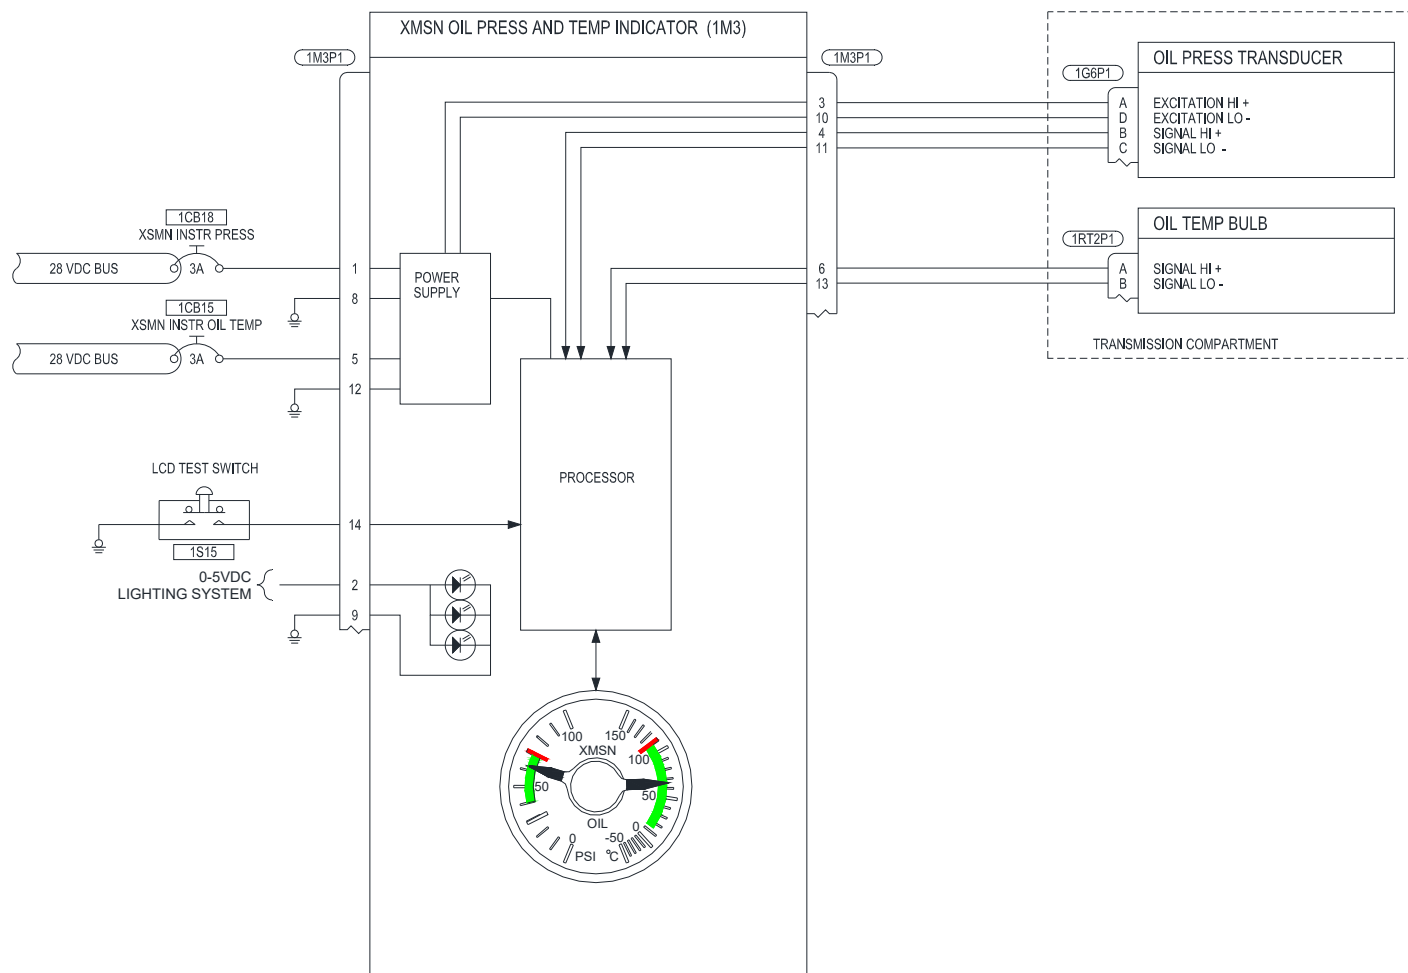 XMSN OIL PRESS AND TEMP INDICATOR (1M3)
1M3P1
1M3P1
OIL PRESS TRANSDUCER
1G6P1
3
A EXCITATION HI +
10
D EXCITATION LO -
4
B SIGNAL HI +
11
C SIGNAL LO -
1CB18
XSMN INSTR PRESS
OIL TEMP BULB
1RT2P1
28 VDC BUS
3A
1
POWER
SUPPLY
6
A SIGNAL HI +
8
13
B SIGNAL LO -
1CB15
XSMN INSTR OIL TEMP
TRANSMISSION COMPARTMENT
28 VDC BUS
3A
5
12
LCD TEST SWITCH
PROCESSOR
14
1S15
0-5VDC
LIGHTING SYSTEM
2
9
100
150
XMSN
100
50
50
OIL
0
0
-50
PSI
°C